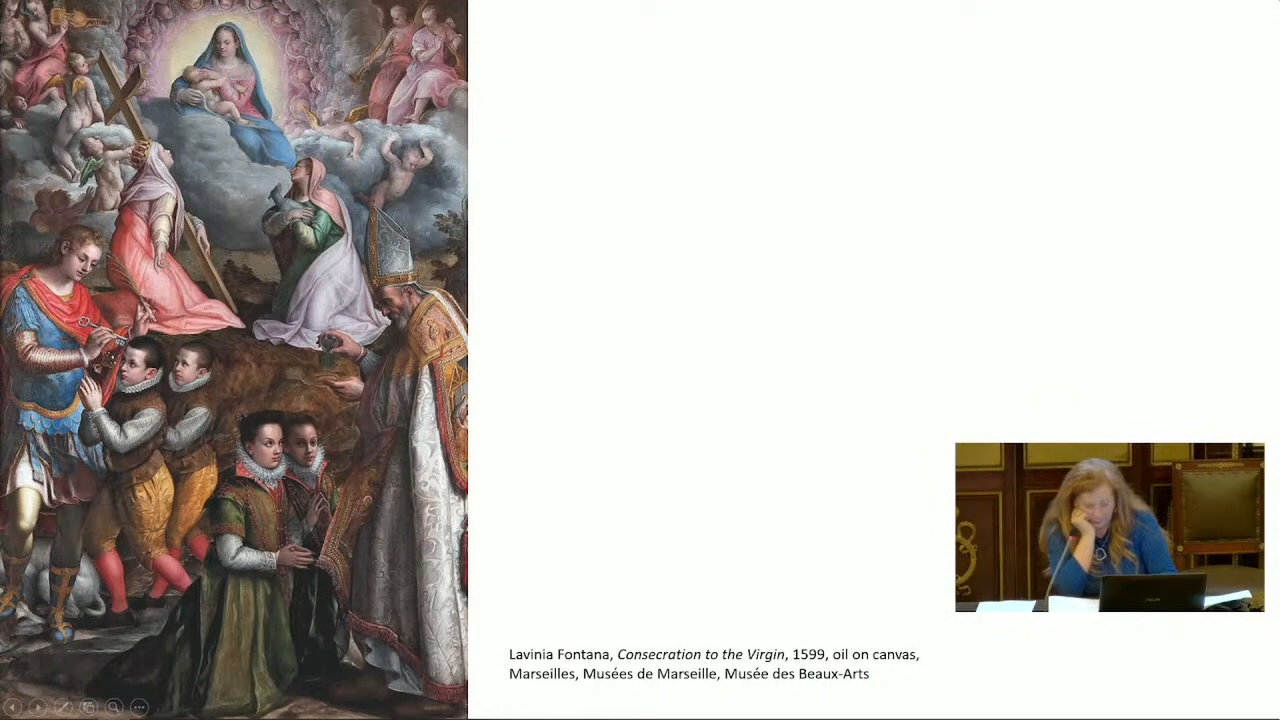 Lavinia Fontana, Consecration to the Virgin, 1599, oil on canvas,
Marseilles, Musées de Marseille, Musée des Beaux-Arts